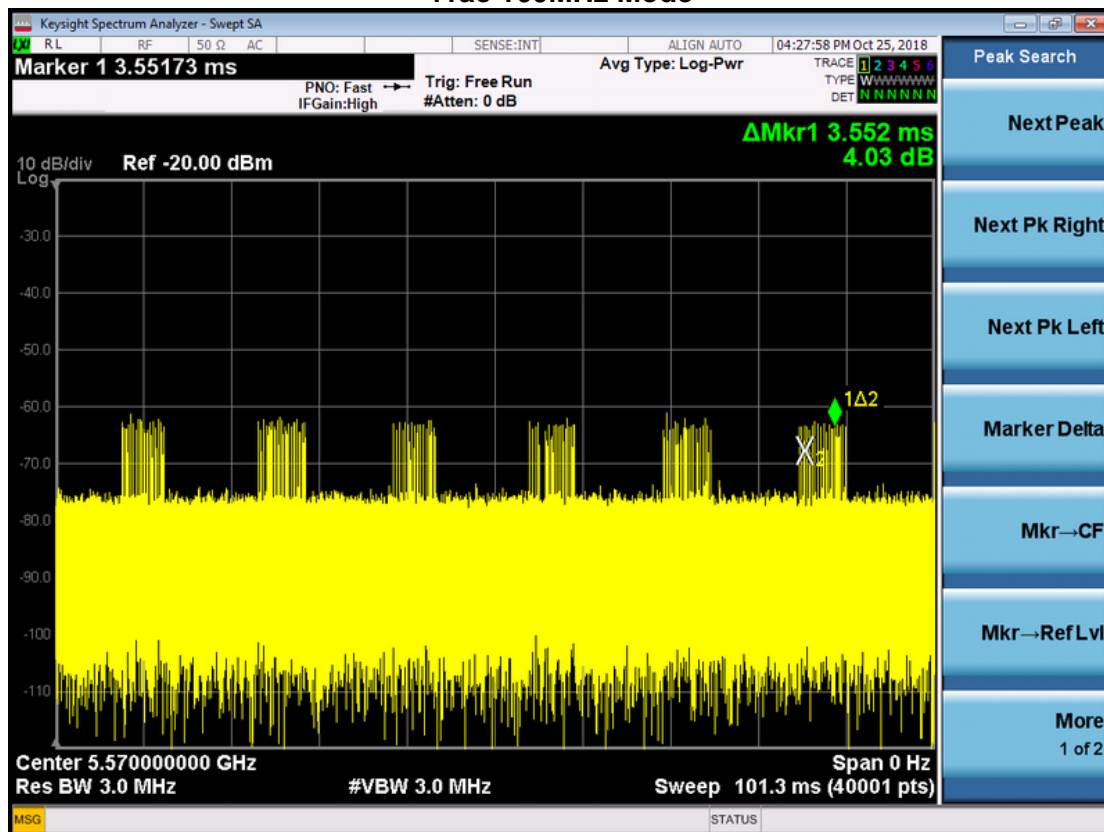 Keysight Spectrum Analyzer - Swept SA
LXI RL RF 50 Ω AC SENSE:INT ALIGN AUTO 04:27:58 PM Oct 25, 2018
Marker 1 3.55173 ms
PNO: Fast
IFGain:High
Trig: Free Run
#Atten: 0 dB
Avg Type: Log-Pwr
TRACE 1 2 3 4 5 6
TYPE WWWWWW
DET N N N N N N
ΔMkr1 3.552 ms
4.03 dB
10 dB/div Ref -20.00 dBm
Log
-30.0
-40.0
-50.0
-60.0
-70.0
-80.0
-90.0
-100
-110
1Δ2
X2
Center 5.570000000 GHz
Span 0 Hz
Res BW 3.0 MHz
#VBW 3.0 MHz
Sweep 101.3 ms (40001 pts)
MSG
STATUS
Peak Search
Next Peak
Next Pk Right
Next Pk Left
Marker Delta
Mkr→CF
Mkr→Ref Lvl
More
1 of 2